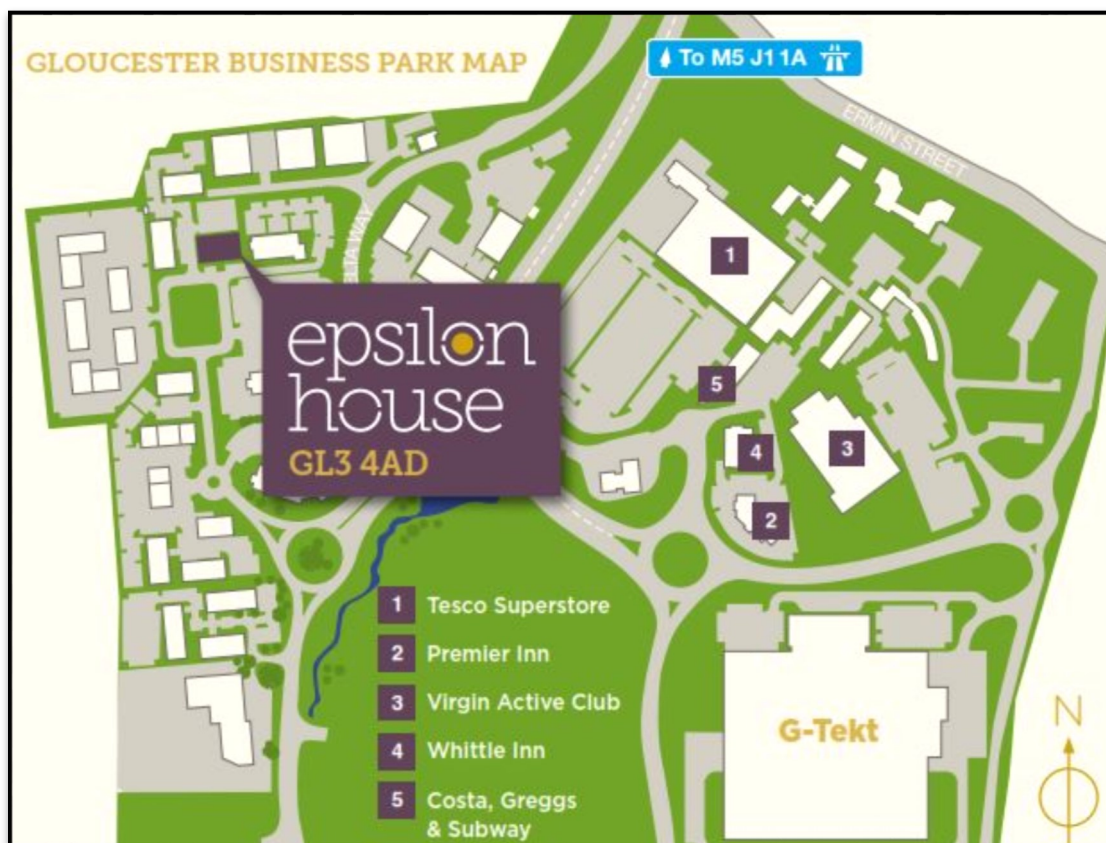 GLOUCESTER BUSINESS PARK MAP
To M5 J11A
ERMIN STREET
WAY
1
epsilon
house
GL3 4AD
5
4
3
2
1 Tesco Superstore
2 Premier Inn
3 Virgin Active Club
4 Whittle Inn
5 Costa, Greggs
& Subway
G-Tekt
N